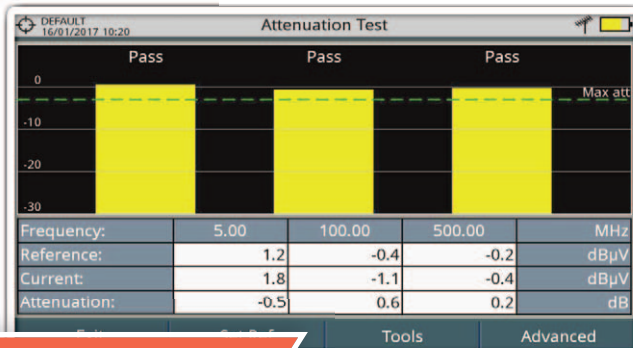 DEFAULT
16/01/2017 10:20
Attenuation Test
Pass Pass Pass
0
Max att
-10
-20
-30
Frequency: 5.00 100.00 500.00 MHz
Reference: 1.2 -0.4 -0.2 dBµV
Current: 1.8 -1.1 -0.4 dBµV
Attenuation: -0.5 0.6 0.2 dB
Tools Advanced